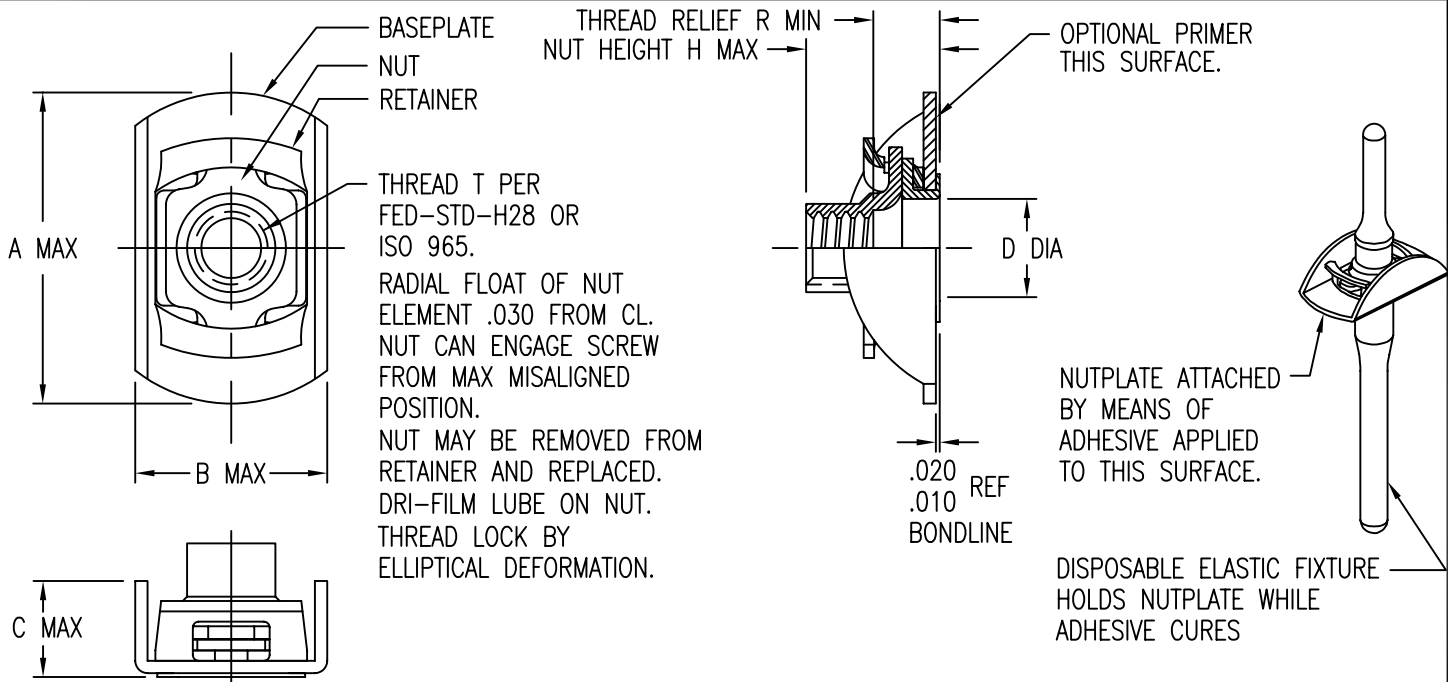 BASEPLATE
NUT
RETAINER
THREAD T PER
FED-STD-H28 OR
ISO 965.
RADIAL FLOAT OF NUT
ELEMENT .030 FROM CL.
NUT CAN ENGAGE SCREW
FROM MAX MISALIGNED
POSITION.
NUT MAY BE REMOVED FROM
RETAINER AND REPLACED.
DRI-FILM LUBE ON NUT.
THREAD LOCK BY
ELLIPTICAL DEFORMATION.
A MAX
B MAX
C MAX
THREAD RELIEF R MIN
NUT HEIGHT H MAX
OPTIONAL PRIMER
THIS SURFACE.
D DIA
.020
.010 REF
BONDLINE
NUTPLATE ATTACHED
BY MEANS OF
ADHESIVE APPLIED
TO THIS SURFACE.
DISPOSABLE ELASTIC FIXTURE
HOLDS NUTPLATE WHILE
ADHESIVE CURES